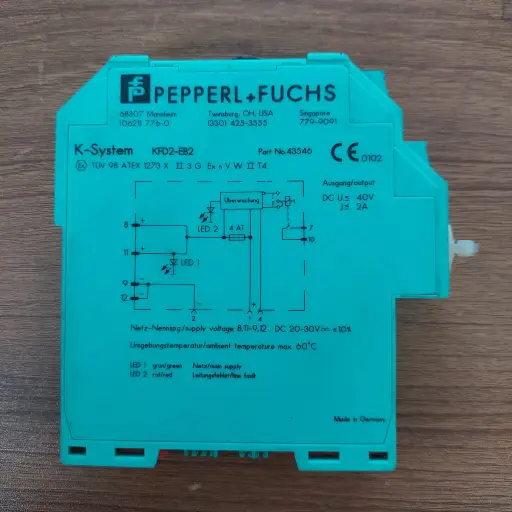 PEPPERL+FUCHS
68307 Mannheim Twinsburg, OH, USA Singapore
(0621) 776-0 (330) 425-3555 779-9091
K-System KFD2-EB2 Part No. 43546 CE 0102
TÜV 98 ATEX 1273 X II 3 G Ex n V W II T4
Ausgang/output
DC U≤ 40V
I≤ 2A
Überwachung
LED 2 4 AT
8 + 7
10
11 + LED 1
9 −
12 −
− + +
2 1 4
Netz-Nennspg./supply voltage 8,11-9,12 DC 20-30V ≤10%
Umgebungstemperatur/ambient temperature max. 60°C
LED 1 grün/green Netz/main supply
LED 2 rot/red Leitungsfehler/line fault
Made in Germany